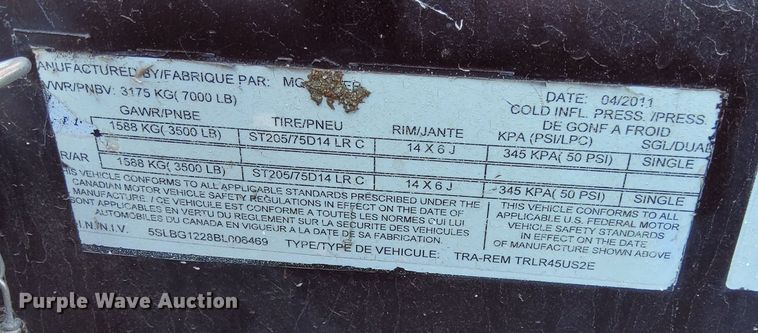 ANUFACTURED BY/FABRIQUE PAR:
DATE: 04/2011
VWR/PNBV: 3175 KG( 7000 LB)
COLD INFL. PRESS. /PRESS.
DE GONF A FROID
GAWR/PNBE TIRE/PNEU RIM/JANTE KPA (PSI/LPC) SGL/DUAL
1588 KG( 3500 LB) ST205/75D14 LR C 14 X 6 J 345 KPA( 50 PSI) SINGLE
R/AR 1588 KG( 3500 LB) ST205/75D14 LR C 14 X 6 J 345 KPA( 50 PSI) SINGLE
THIS VEHICLE CONFORMS TO ALL APPLICABLE STANDARDS PRESCRIBED UNDER THE
CANADIAN MOTOR VEHICLE SAFETY REGULATIONS IN EFFECT ON THE DATE OF
MANUFACTURE. / CE VEHICULE EST CONFORME A TOUTES LES NORMES CUI LUI
SONT APPLICABLES EN VERTU DU REGLEMENT SUR LA SECURITE DES VEHICULES
AUTOMOBILES DU CANADA EN VIGUEUR A LA DATE DE SA FABRICATION.
THIS VEHICLE CONFORMS TO ALL
APPLICABLE U.S. FEDERAL MOTOR
VEHICLE SAFETY STANDARDS
IN EFFECT ON THE DATE
OF MANUFACTURE SHOWN ABOVE
.I.N./N.I.V. 5SLBG1228BL006469 TYPE/TYPE DE VEHICULE: TRA-REM TRLR45US2E
Purple Wave Auction